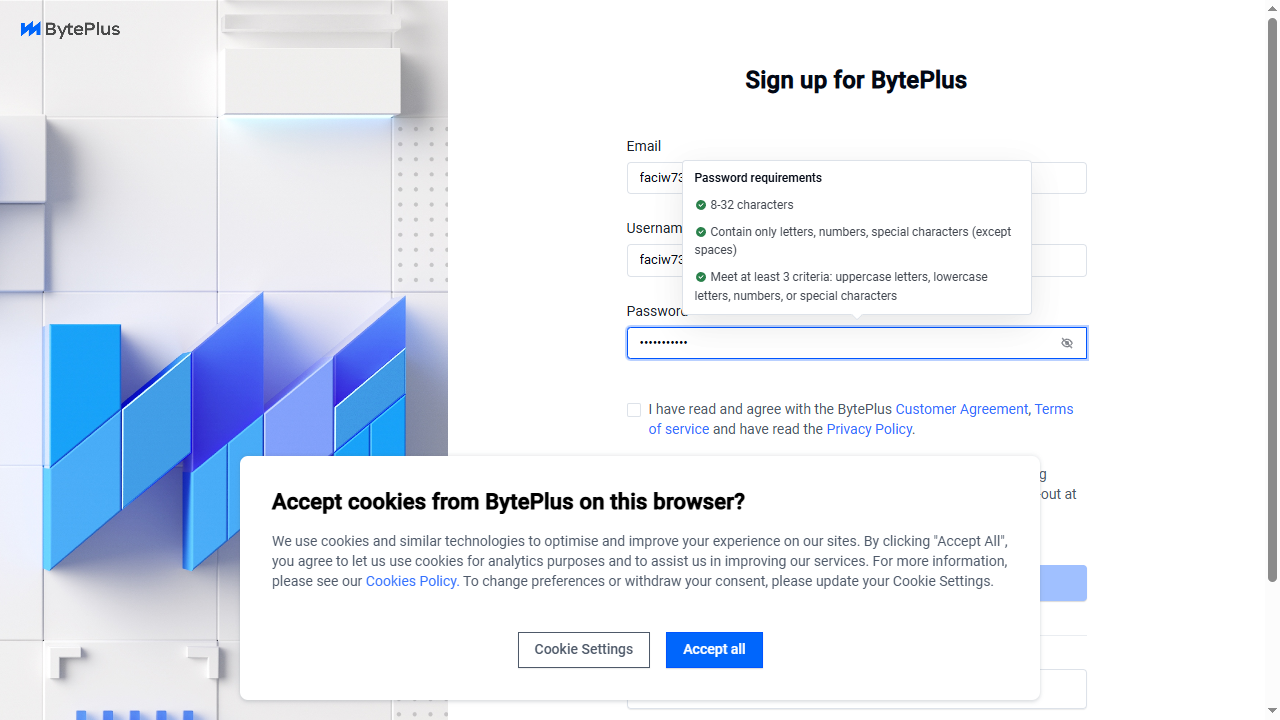 BytePlus
Sign up for BytePlus
Email
faciw73
Password requirements
8-32 characters
Contain only letters, numbers, special characters (except
spaces)
Meet at least 3 criteria: uppercase letters, lowercase
letters, numbers, or special characters
Usernam
faciw73
Password
•••••••••••
I have read and agree with the BytePlus Customer Agreement, Terms
of service and have read the Privacy Policy.
out at
Accept cookies from BytePlus on this browser?
We use cookies and similar technologies to optimise and improve your experience on our sites. By clicking "Accept All",
you agree to let us use cookies for analytics purposes and to assist us in improving our services. For more information,
please see our Cookies Policy. To change preferences or withdraw your consent, please update your Cookie Settings.
Cookie Settings
Accept all